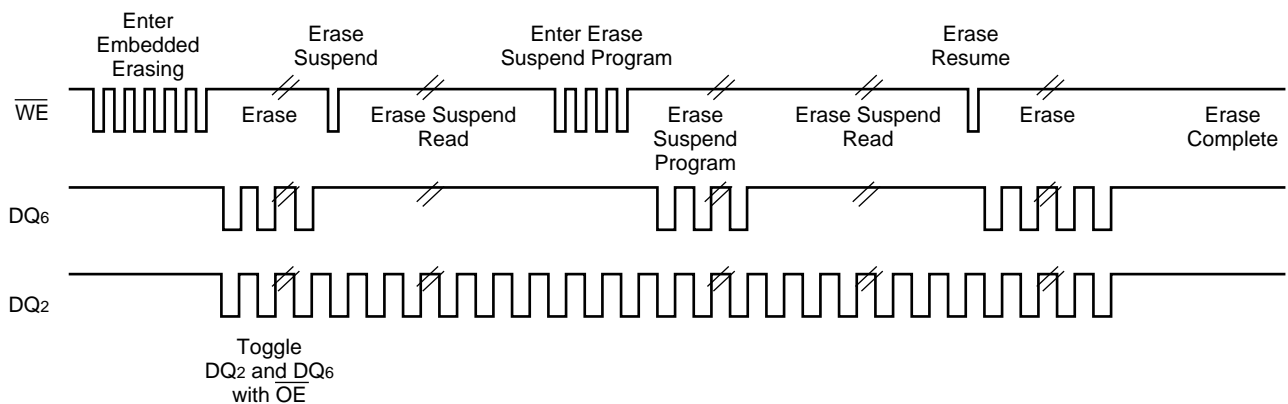 Enter
Embedded
Erasing
Erase
Suspend
Enter Erase
Suspend Program
Erase
Resume
WE
Erase
Erase Suspend
Read
Erase
Suspend
Program
Erase Suspend
Read
Erase
Erase
Complete
DQ6
DQ2
Toggle
DQ2 and DQ6
with OE